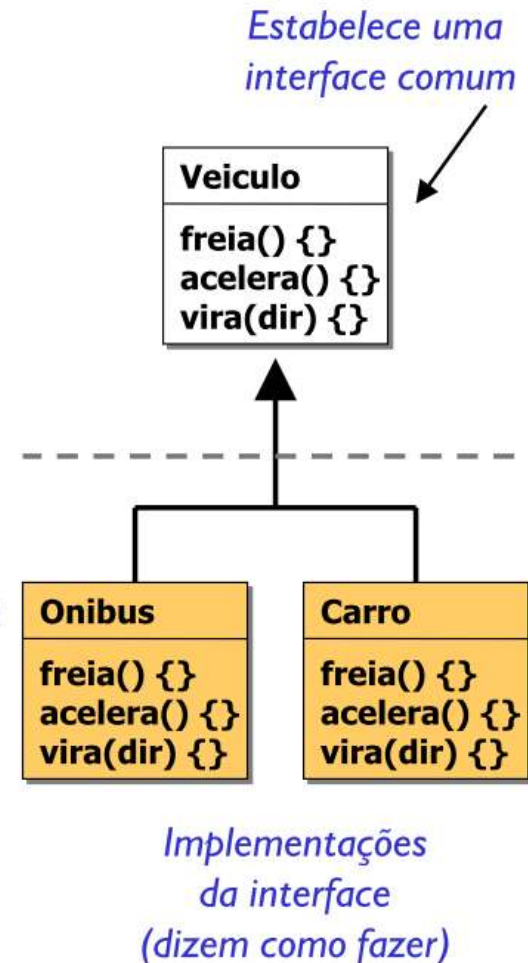 Estabelece uma
interface comum
Veiculo
freia() {}
acelera() {}
vira(dir) {}
Onibus
freia() {}
acelera() {}
vira(dir) {}
Carro
freia() {}
acelera() {}
vira(dir) {}
Implementações
da interface
(dizem como fazer)